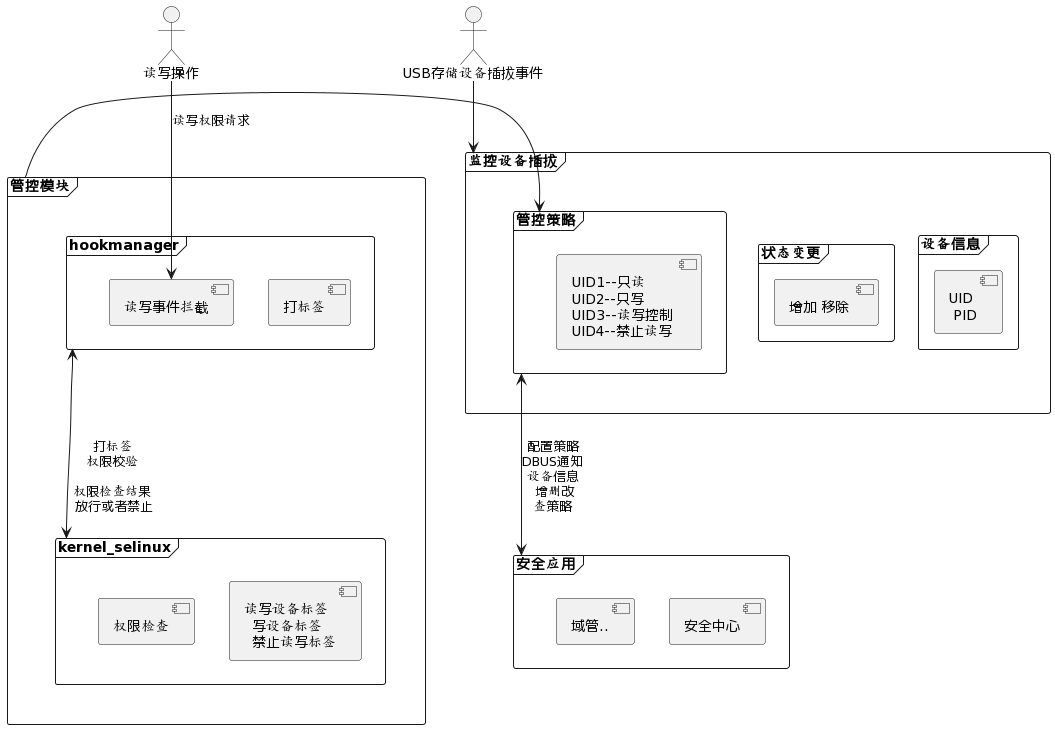 读写操作
USB存储设备插拔事件
读写权限请求
监控设备插拔
管控模块
管控策略
UID1--只读
UID2--只写
UID3--读写控制
UID4--禁止读写
状态变更
增加 移除
设备信息
UID
PID
hookmanager
读写事件拦截
打标签
打标签
权限校验
权限检查结果
放行或者禁止
配置策略
DBUS通知
设备信息
增删改
查策略
kernel_selinux
权限检查
读写设备标签
写设备标签
禁止读写标签
安全应用
域管..
安全中心